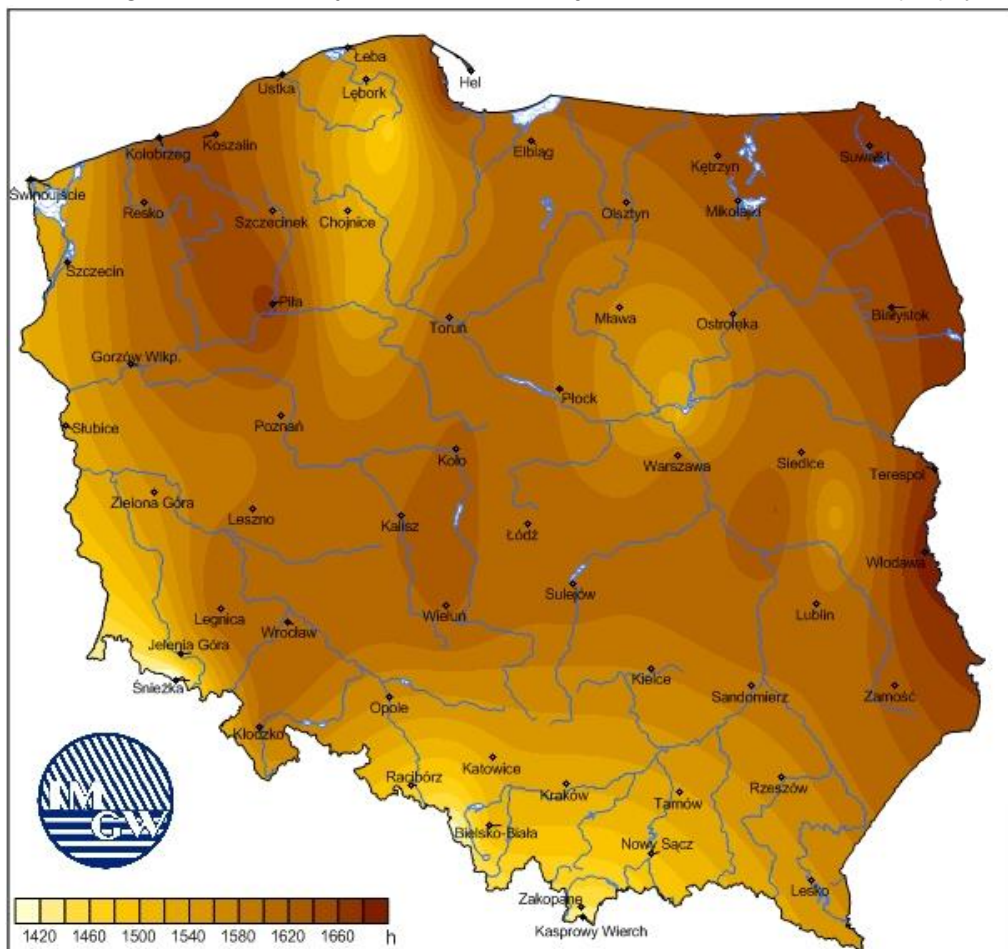 Łeba
Ustka
Hel
Lębork
Kołobrzeg
Koszalin
Elbląg
Kętrzyn
Suwałki
Świnoujście
Resko
Szczecinek
Chojnice
Olsztyn
Mikołajki
Szczecin
Piła
Toruń
Mława
Ostrołęka
Białystok
Gorzów Wlkp.
Płock
Słubice
Poznań
Koło
Warszawa
Siedlce
Terespol
Zielona Góra
Leszno
Kalisz
Łódź
Włodawa
Sulejów
Legnica
Wieluń
Lublin
Wrocław
Jelenia Góra
Śnieżka
Kielce
Opole
Sandomierz
Zamość
Kłodzko
Katowice
Racibórz
Kraków
Tarnów
Rzeszów
Bielsko-Biała
Nowy Sącz
Lesko
Zakopane
Kasprowy Wierch
IMGW
1420 1460 1500 1540 1580 1620 1660 h